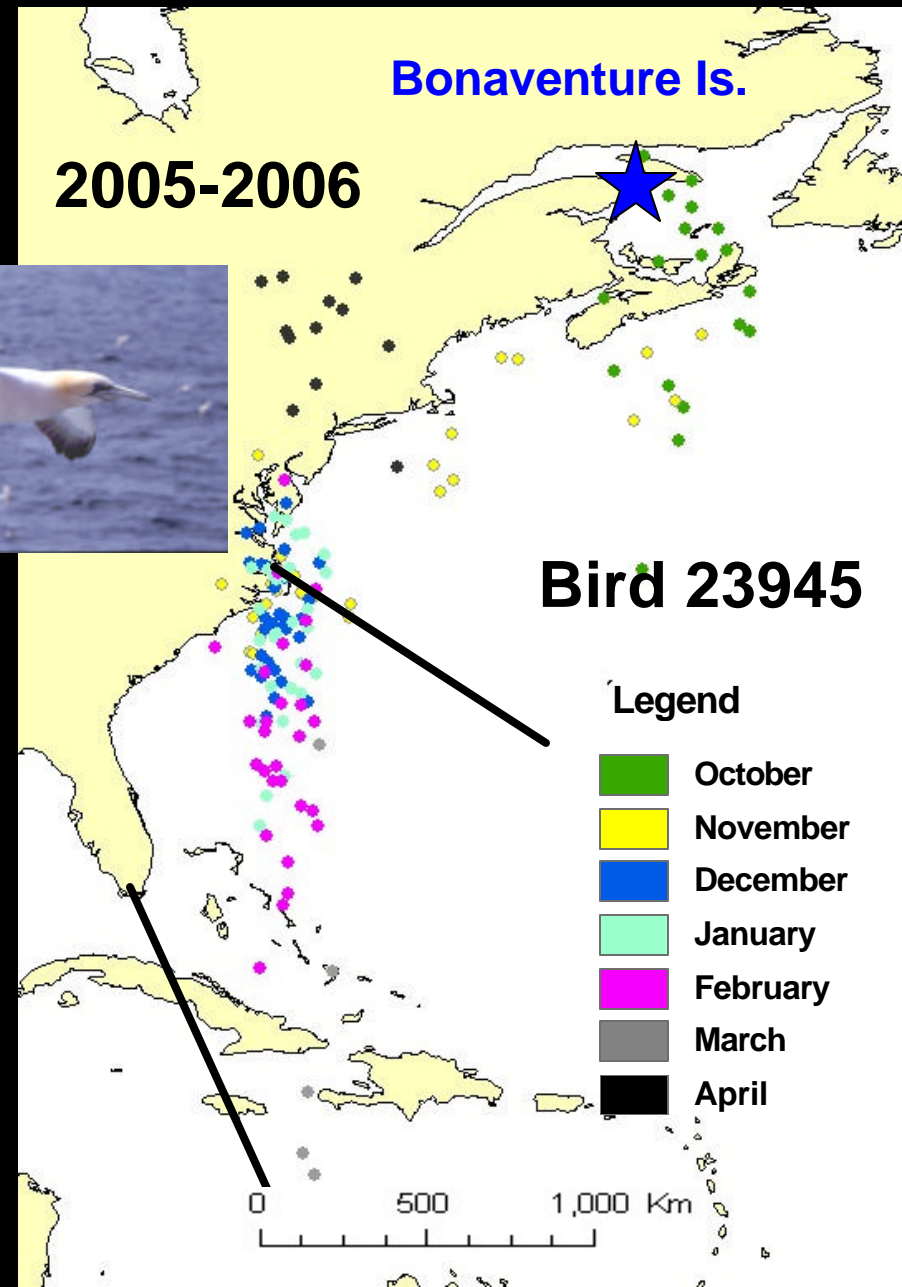 Bonaventure Is.
2005-2006
Bird 23945
Legend
October
November
December
January
February
March
April
0 500 1,000 Km